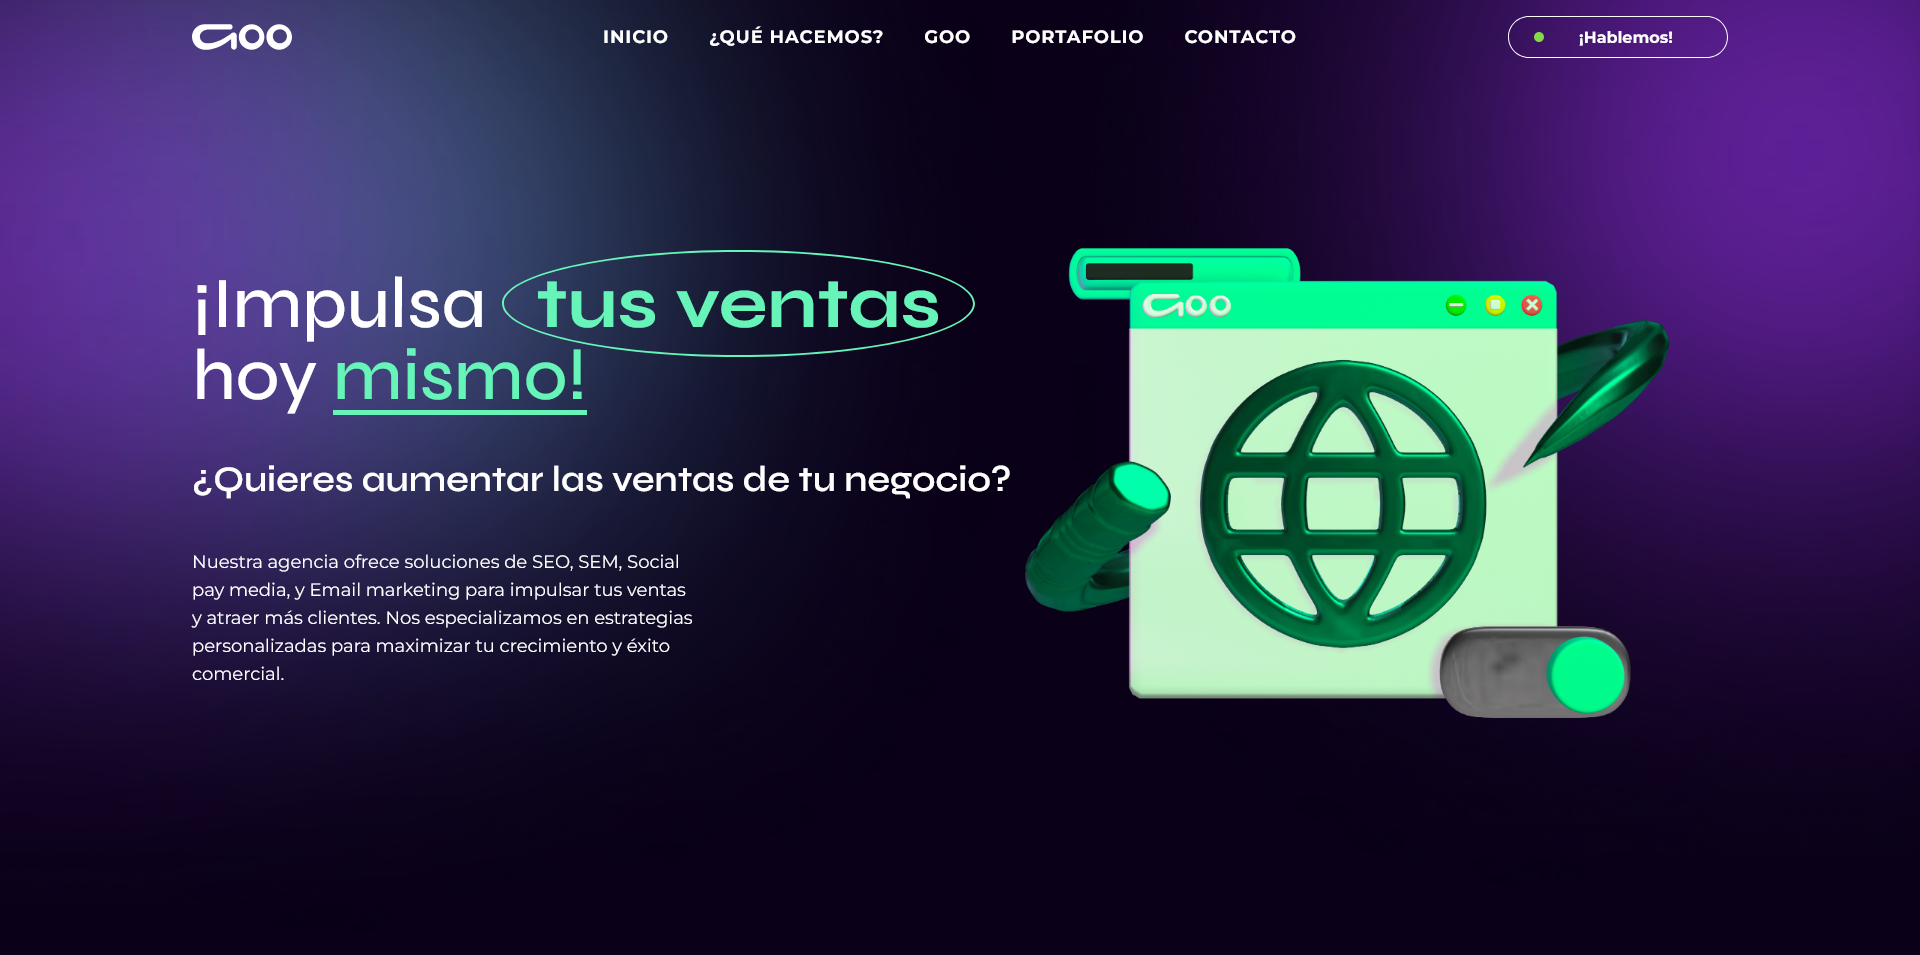 GOO
INICIO
¿QUÉ HACEMOS?
GOO
PORTAFOLIO
CONTACTO
¡Hablemos!
¡Impulsa tus ventas
hoy mismo!
¿Quieres aumentar las ventas de tu negocio?
Nuestra agencia ofrece soluciones de SEO, SEM, Social
pay media, y Email marketing para impulsar tus ventas
y atraer más clientes. Nos especializamos en estrategias
personalizadas para maximizar tu crecimiento y éxito
comercial.
GOO